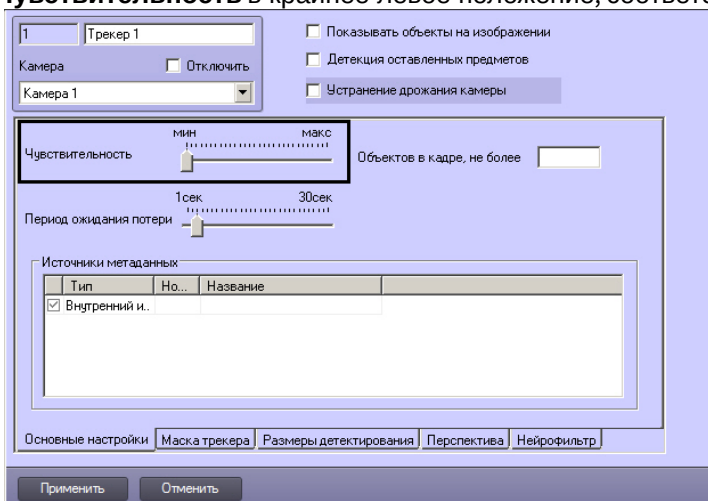 чувствительность в крайнее левое положение,
1 Трекер 1
Показывать объекты на изображении
Камера Отключить
Детекция оставленных предметов
Камера 1
Устранение дрожания камеры
мин макс
Чувствительность
Объектов в кадре, не более
1сек 30сек
Период ожидания потери
Источники метаданных
Тип Но... Название
Внутренний и..
Основные настройки Маска трекера Размеры детектирования Перспектива Нейрофильтр
Применить Отменить